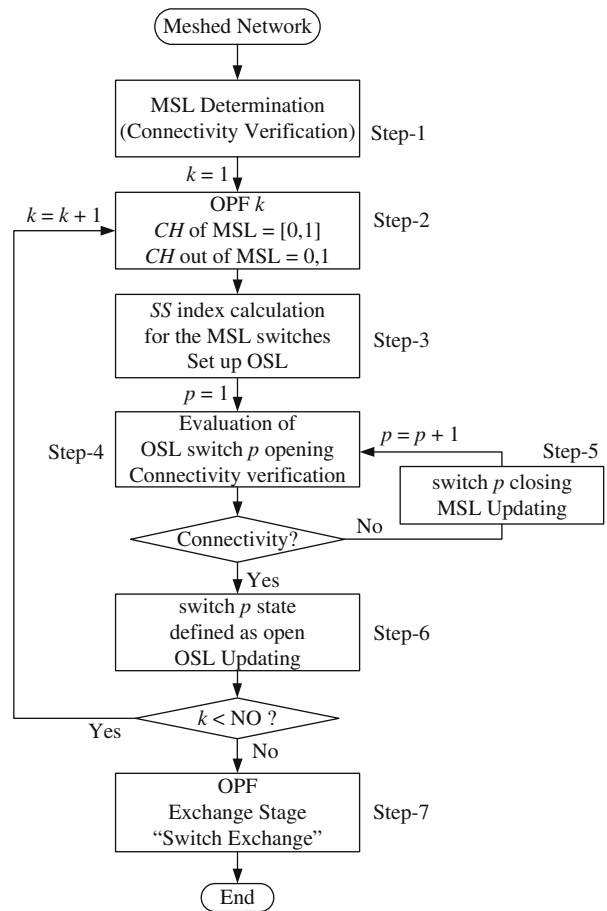 Meshed Network
MSL Determination
(Connectivity Verification)
Step-1
k = 1
k = k + 1
OPF k
CH of MSL = [0,1]
CH out of MSL = 0,1
Step-2
SS index calculation
for the MSL switches
Set up OSL
Step-3
p = 1
Step-4
Evaluation of
OSL switch p opening
Connectivity verification
p = p + 1
Step-5
switch p closing
MSL Updating
Connectivity?
No
Yes
switch p state
defined as open
OSL Updating
Step-6
k < NO ?
Yes
No
OPF
Exchange Stage
“Switch Exchange”
Step-7
End